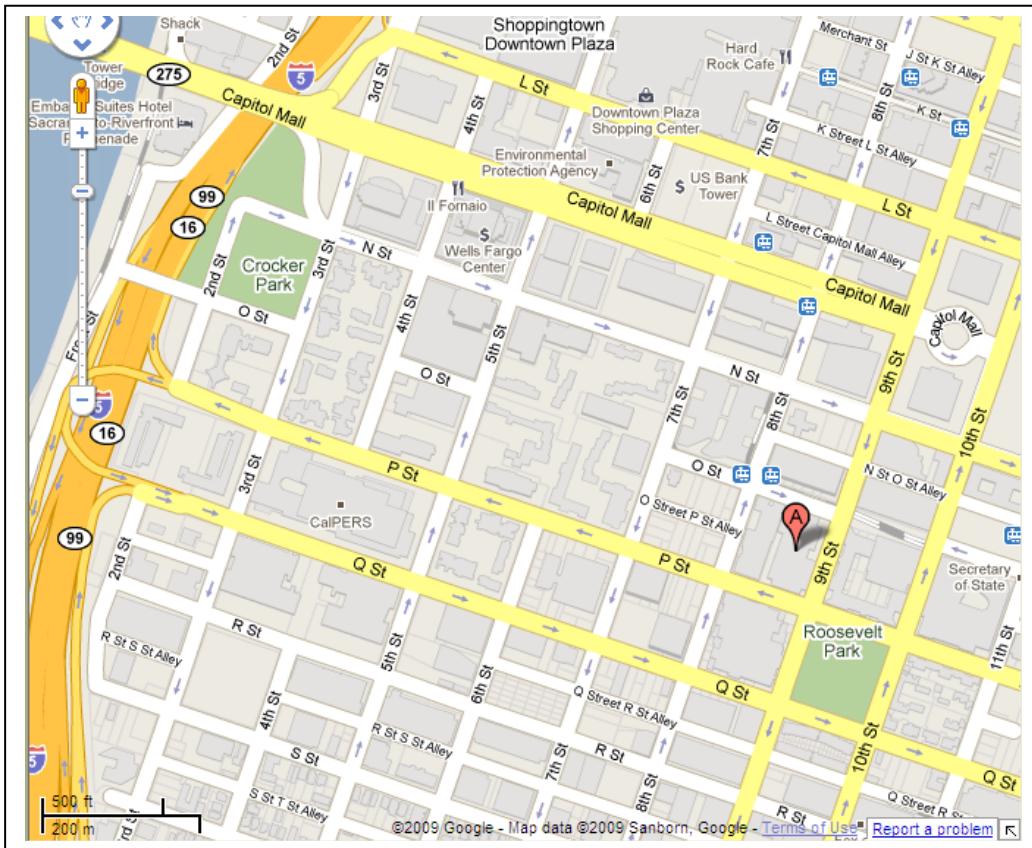 Shack
Shoppingtown
Downtown Plaza
Hard
Rock Cafe
Merchant St
J St K St Alley
2nd St
3rd St
4th St
L St
7th St
8th St
K St
275
5
Tower
Capitol Mall
Downtown Plaza
Shopping Center
K Street L St Alley
Environmental
Protection Agency
6th St
US Bank
Tower
99
16
Il Fornaio
Capitol Mall
L St
L Street Capitol Mall Alley
N St
Wells Fargo
Center
3rd St
2nd St
Crocker
Park
4th St
Capitol Mall
Capitol Mall
O St
5th St
9th St
O St
N St
7th St
8th St
10th St
5
16
P St
3rd St
O St
N St O St Alley
O Street P St Alley
A
CalPERS
99
2nd St
Q St
P St
9th St
Secretary
of State
Roosevelt
Park
11th St
R St
R St S St Alley
5th St
6th St
Q St
Q Street R St Alley
4th St
R St S St Alley
R St
10th St
S St
7th St
8th St
Q St
5
S St T St Alley
Q Street R St
R St
3rd St
500 ft
200 m
©2009 Google - Map data ©2009 Sanborn, Google - Terms of Use
Report a problem